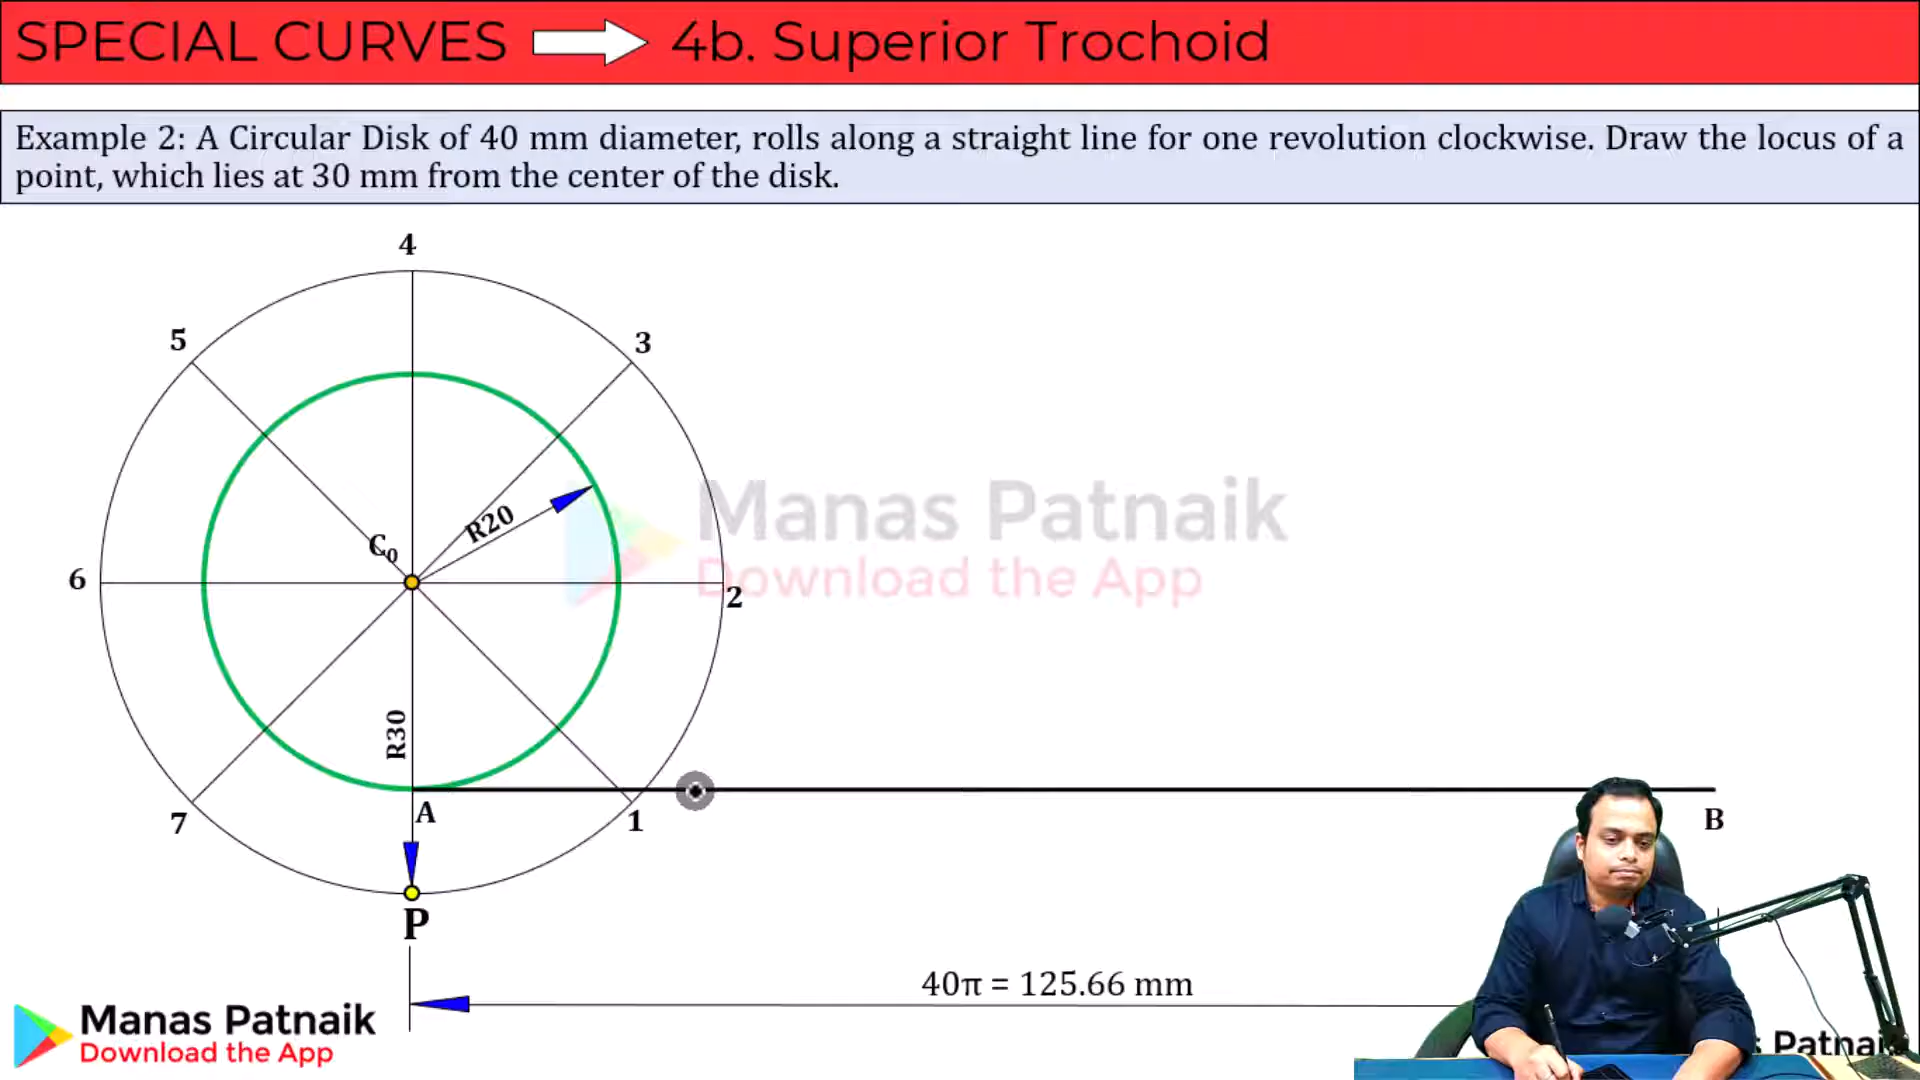 SPECIAL CURVES 4b. Superior Trochoid
Example 2: A Circular Disk of 40 mm diameter, rolls along a straight line for one revolution clockwise. Draw the locus of a
point, which lies at 30 mm from the center of the disk.
4
5
3
R20
C₀
6
2
Manas Patnaik
Download the App
R30
A
B
7
1
P
40π = 125.66 mm
Manas Patnaik
Download the App
Patnaik